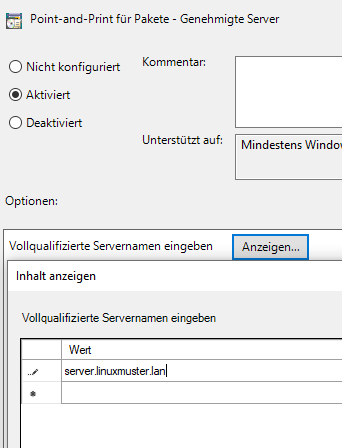 Point-and-Print für Pakete - Genehmigte Server
Nicht konfiguriert
Kommentar:
Aktiviert
Deaktiviert
Unterstützt auf:
Mindestens Window
Optionen:
Vollqualifizierte Servernamen eingeben
Anzeigen...
Inhalt anzeigen
Vollqualifizierte Servernamen eingeben
Wert
server.linuxmuster.lan